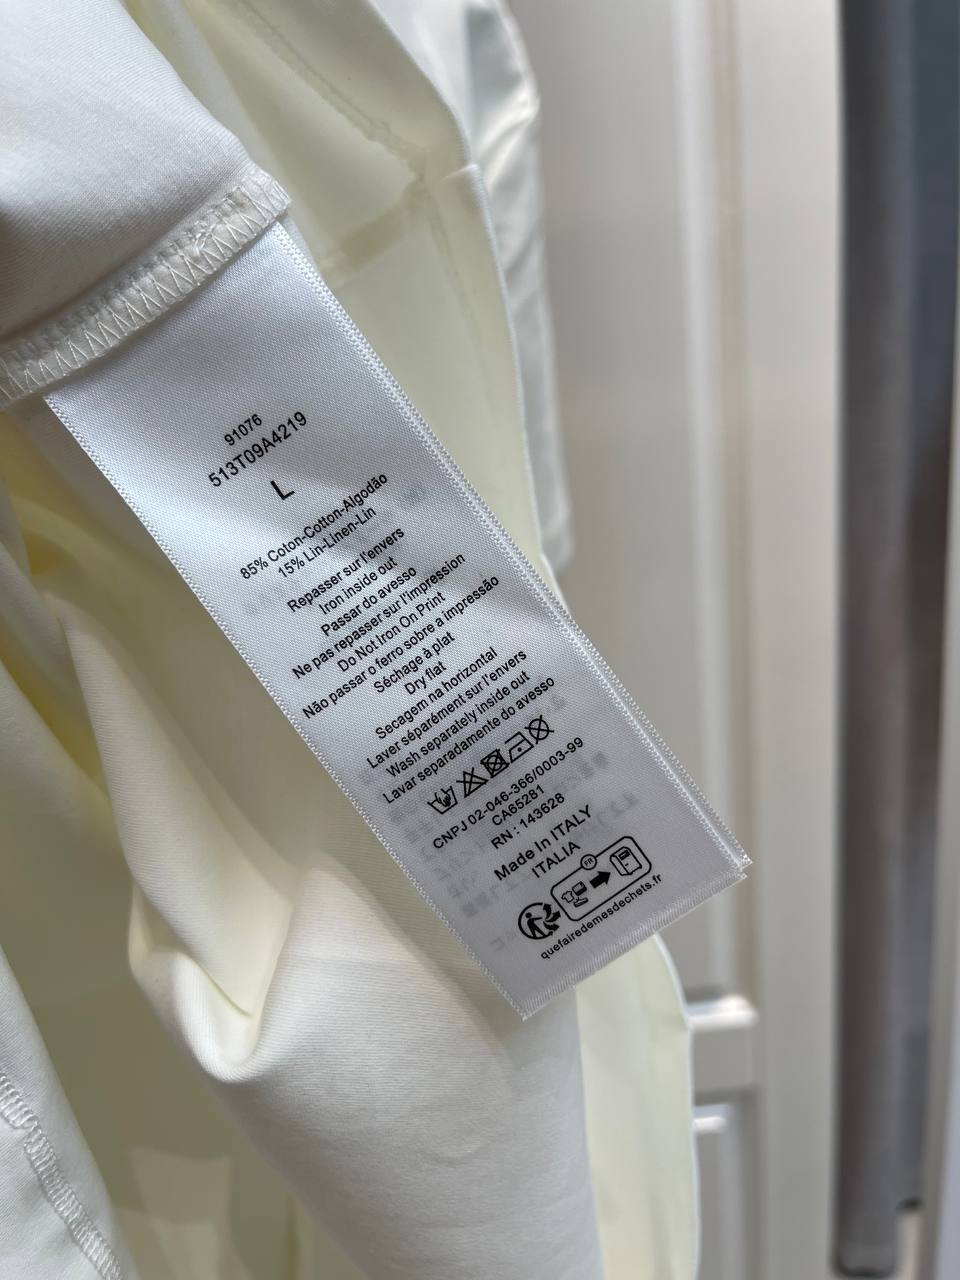 91076
513T09A4219
L
85% Coton-Cotton-Algodão
15% Lin-Linen-Lin
Repasser sur l'envers
Iron inside out
Passar do avesso
Ne pas repasser sur l'impression
Do Not Iron On Print
Não passar o ferro sobre a impressão
Séchage à plat
Dry flat
Secagem na horizontal
Laver séparément sur l'envers
Wash separately inside out
Lavar separadamente do avesso
CNPJ 02-046-366/0003-99
CA65281
RN : 143628
Made In ITALY
ITALIA
FR
quefairedemesdechets.fr